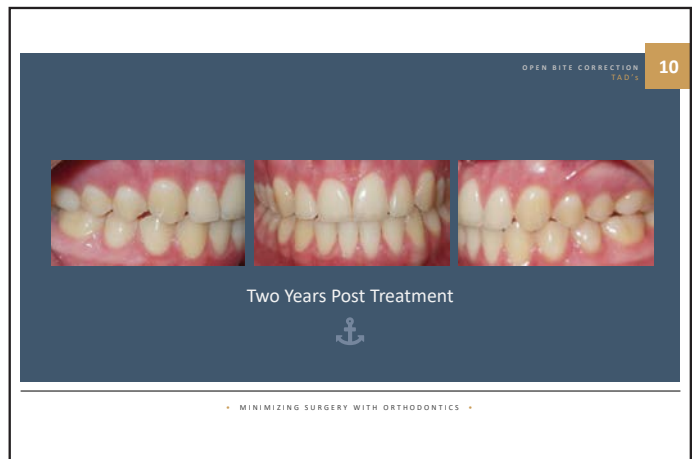 OPEN BITE CORRECTION
TAD's
10
Two Years Post Treatment
• MINIMIZING SURGERY WITH ORTHODONTICS •